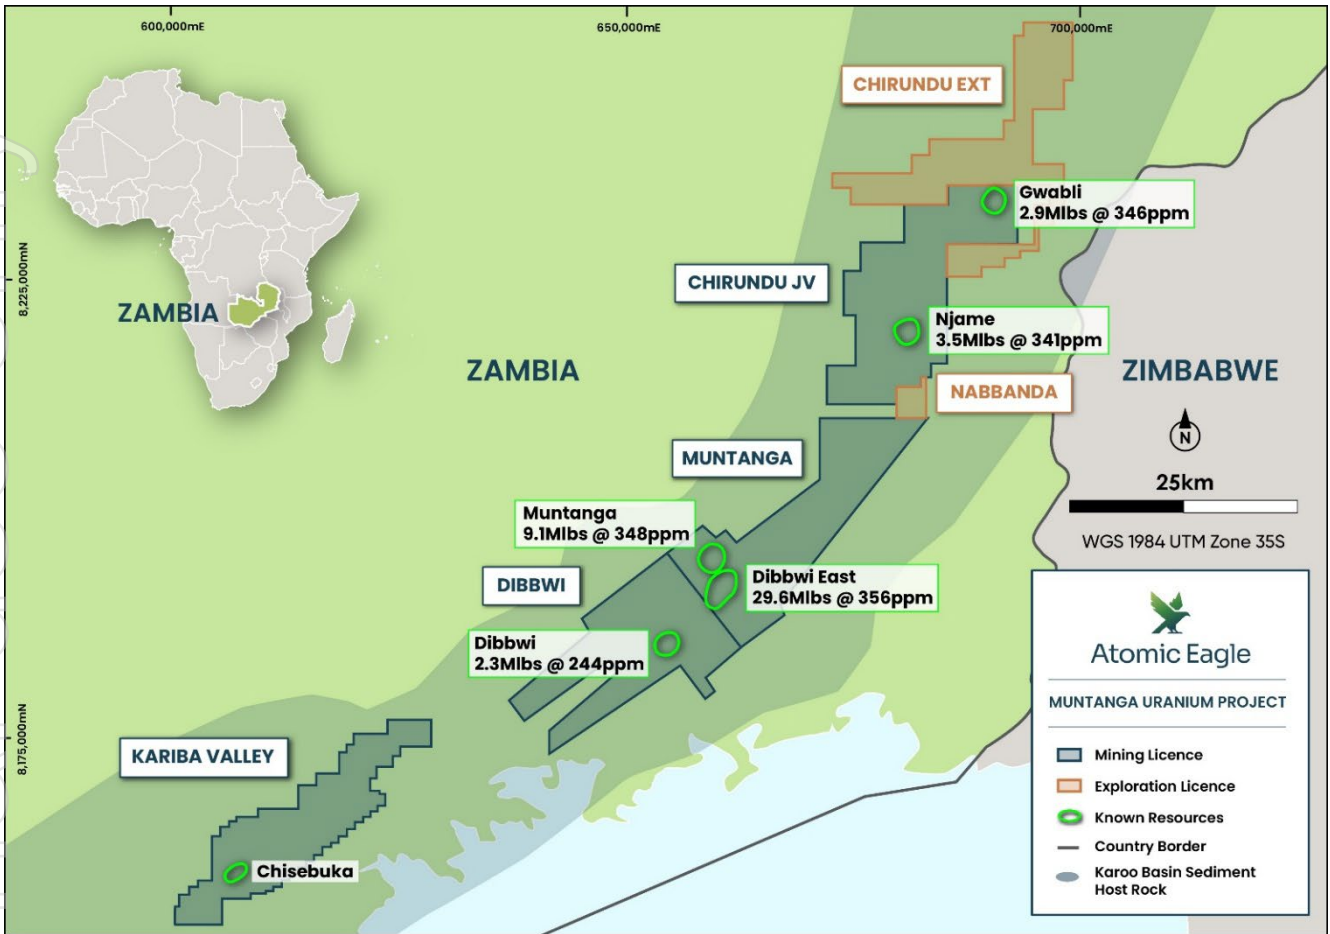 600,000mE
650,000mE
700,000mE
8,225,000mN
8,175,000mN
ZAMBIA
ZAMBIA
ZIMBABWE
CHIRUNDU EXT
Gwabli
2.9Mlbs @ 346ppm
CHIRUNDU JV
Njame
3.5Mlbs @ 341ppm
NABBANDA
MUNTANGA
Muntanga
9.1Mlbs @ 348ppm
Dibbwi East
29.6Mlbs @ 356ppm
DIBBWI
Dibbwi
2.3Mlbs @ 244ppm
KARIBA VALLEY
Chisebuka
N
25km
WGS 1984 UTM Zone 35S
Atomic Eagle
MUNTANGA URANIUM PROJECT
Mining Licence
Exploration Licence
Known Resources
Country Border
Karoo Basin Sediment
Host Rock